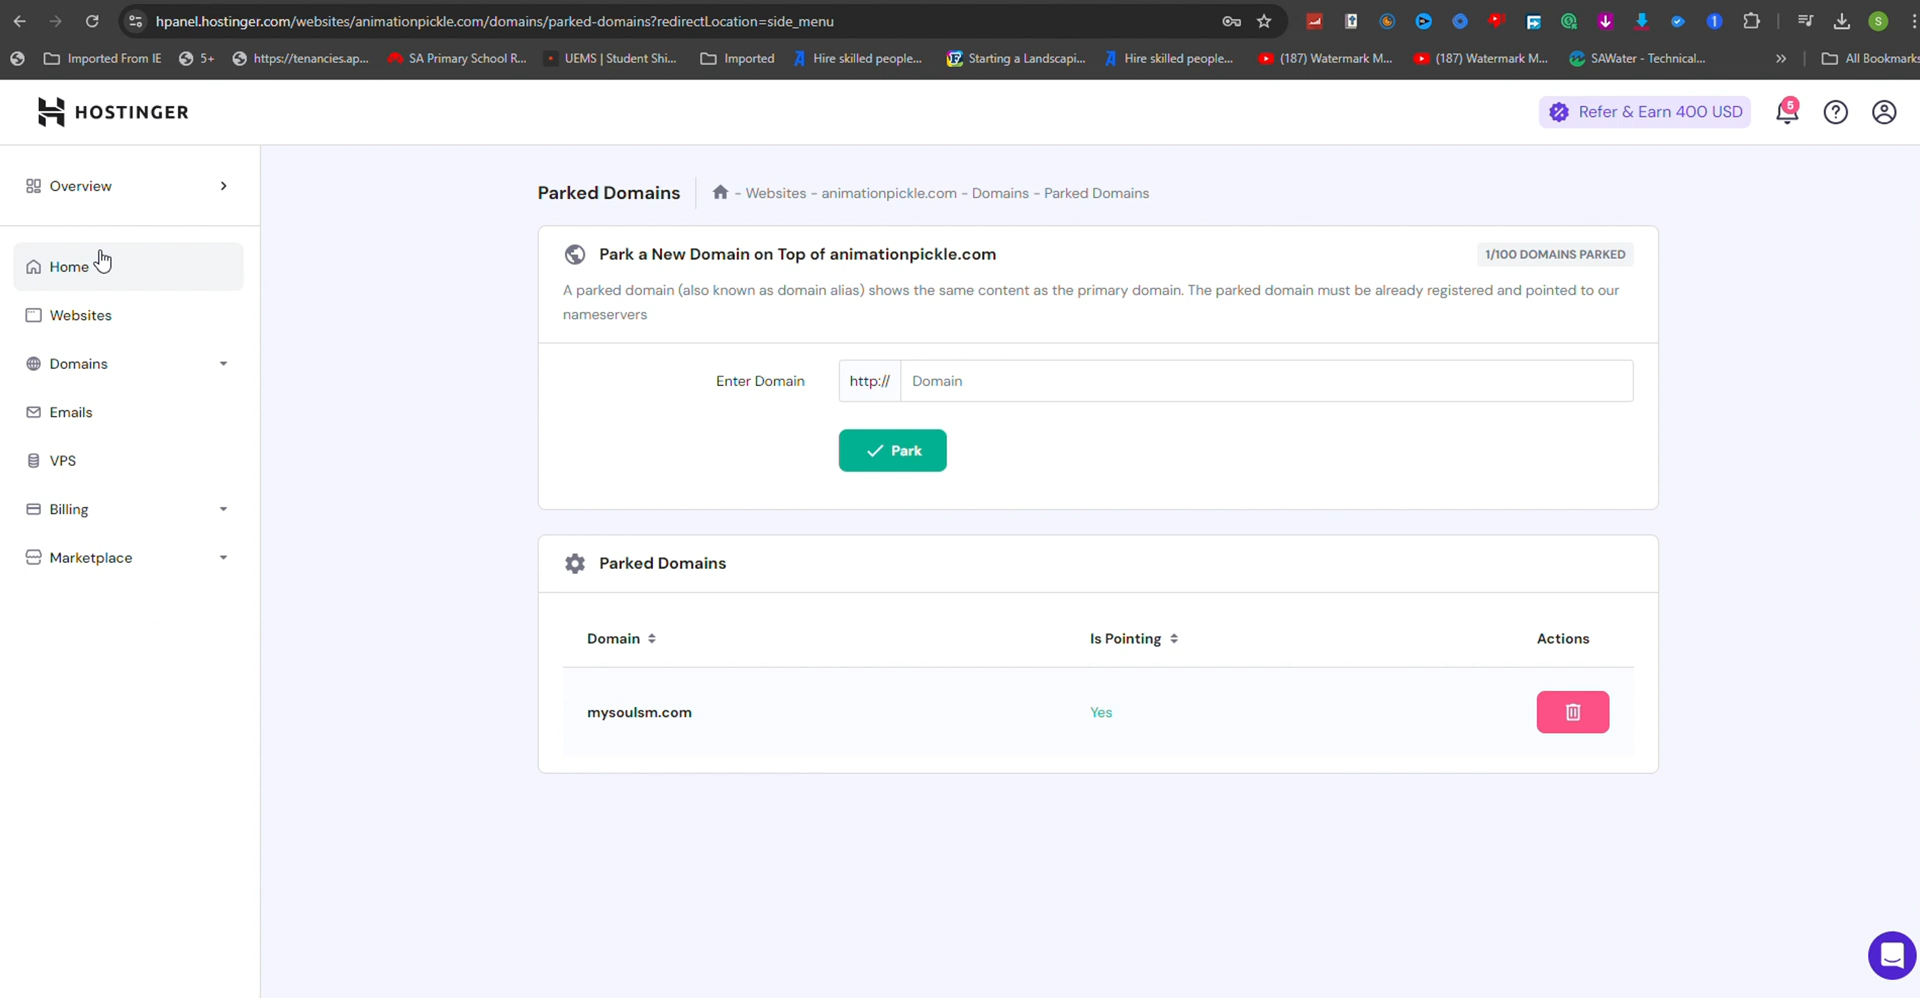 hpanel.hostinger.com/websites/animationpickle.com/domains/parked-domains?redirectLocation=side_menu
1
S
Imported From IE
5+
https://tenancies.ap...
SA Primary School R...
UEMS | Student Shi...
Imported
Hire skilled people...
Starting a Landscapi...
Hire skilled people...
(187) Watermark M...
(187) Watermark M...
SAWater - Technical...
»
All Bookmarks
HOSTINGER
Refer & Earn 400 USD
5
Overview
Home
Websites
Domains
Emails
VPS
Billing
Marketplace
Parked Domains
- Websites - animationpickle.com - Domains - Parked Domains
Park a New Domain on Top of animationpickle.com
1/100 DOMAINS PARKED
A parked domain (also known as domain alias) shows the same content as the primary domain. The parked domain must be already registered and pointed to our
nameservers
Enter Domain
http://
Domain
Park
Parked Domains
Domain
Is Pointing
Actions
mysoulsm.com
Yes